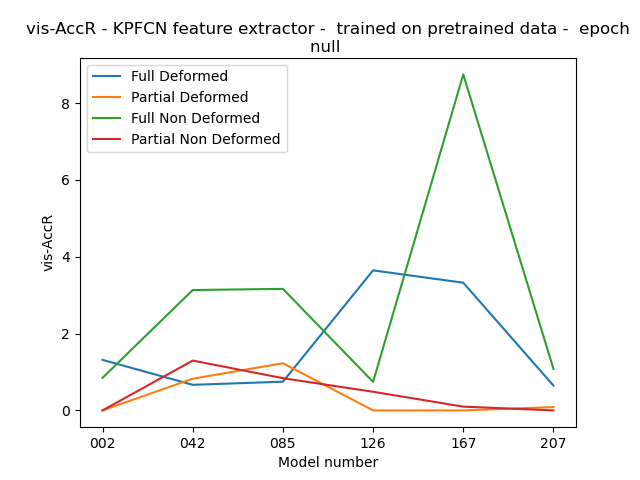 vis-AccR - KPFCN feature extractor -  trained on pretrained data -  epoch
null
Full Deformed
Partial Deformed
Full Non Deformed
Partial Non Deformed
8
6
4
2
0
vis-AccR
002 042 085 126 167 207
Model number